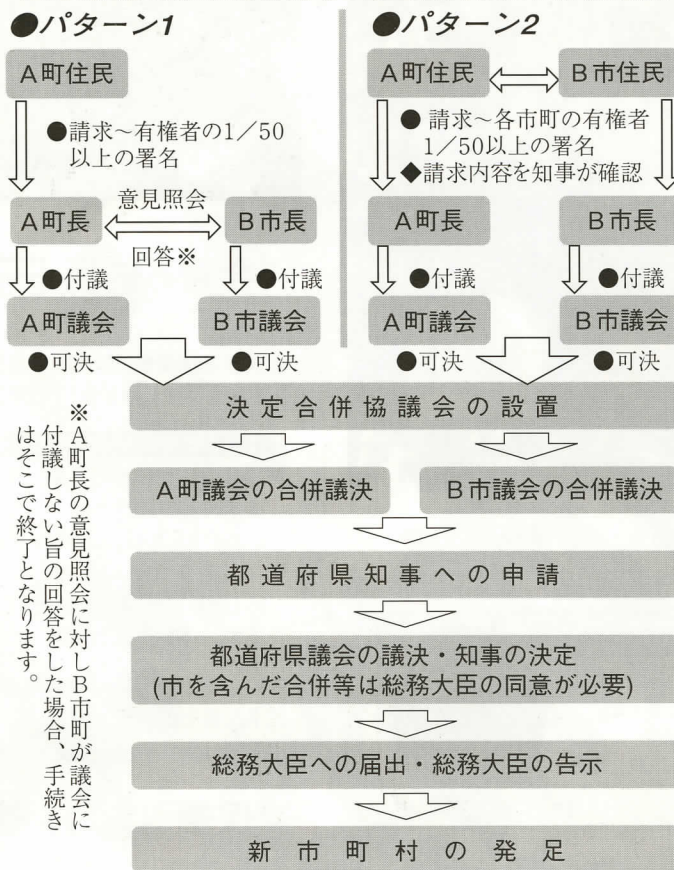 ●パターン1
A町住民
●請求~有権者の1/50
以上の署名
A町長
意見照会
回答※
B市長
●付議
●付議
A町議会
B市議会
●可決
●可決
●パターン2
A町住民
B市住民
● 請求~各市町の有権者
1/50以上の署名
◆請求内容を知事が確認
A町長
B市長
●付議
●付議
A町議会
B市議会
●可決
●可決
決定合併協議会の設置
A町議会の合併議決
B市議会の合併議決
都道府県知事への申請
都道府県議会の議決・知事の決定
(市を含んだ合併等は総務大臣の同意が必要)
総務大臣への届出・総務大臣の告示
新市町村の発足
※A町長の意見照会に対しB市町が議会に
付議しない旨の回答をした場合、手続き
はそこで終了となります。